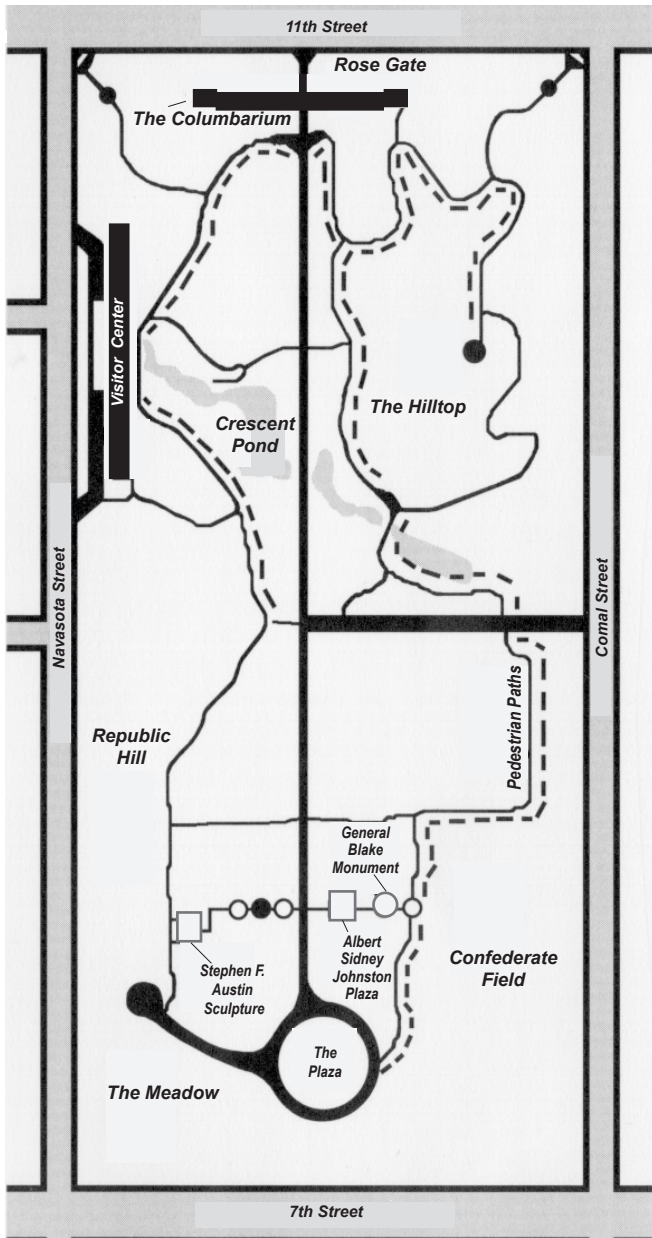 11th Street
Rose Gate
The Columbarium
Visitor Center
The Hilltop
Crescent
Pond
Navasota Street
Comal Street
Pedestrian Paths
Republic
Hill
General
Blake
Monument
Albert
Sidney
Johnston
Plaza
Confederate
Field
Stephen F.
Austin
Sculpture
The
Plaza
The Meadow
7th Street